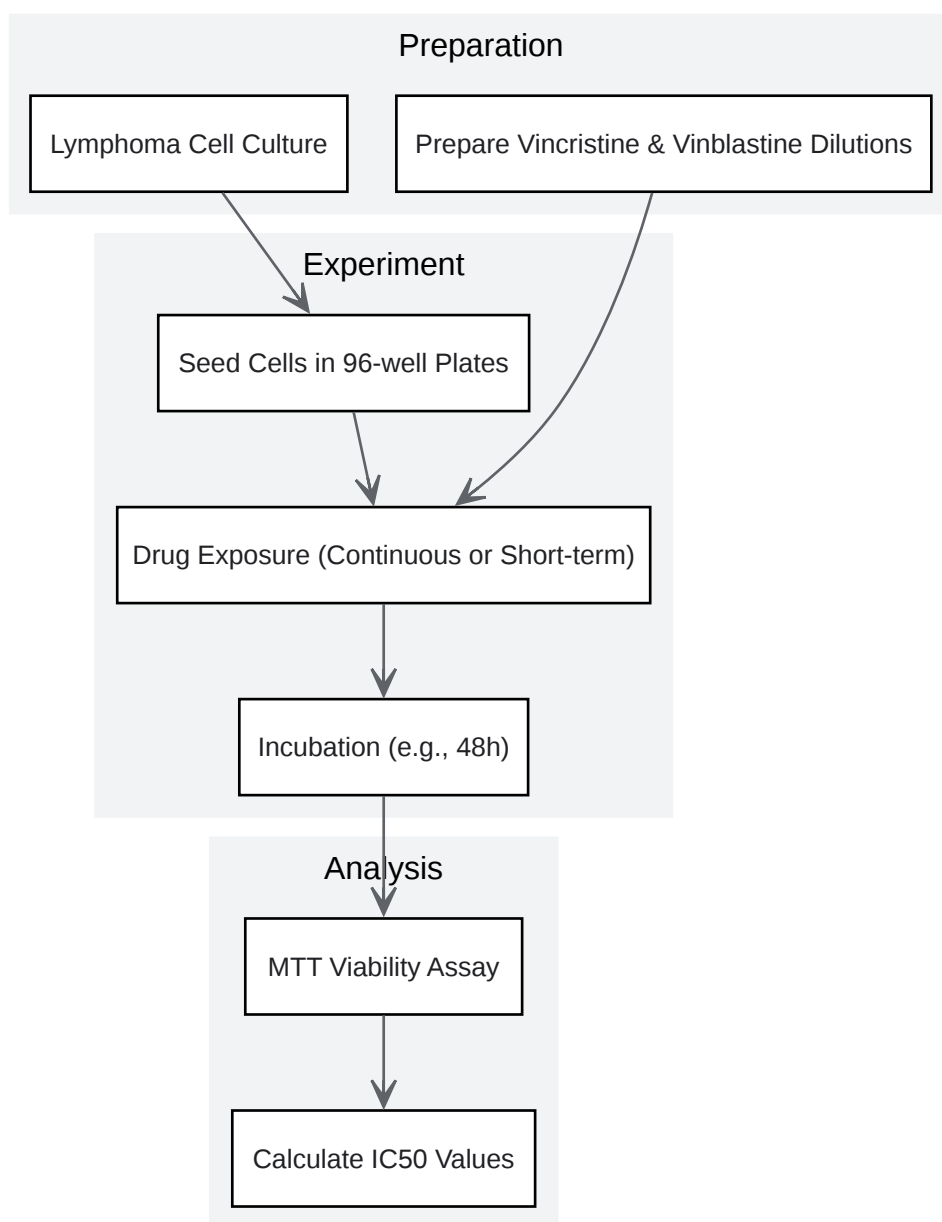 Preparation
Lymphoma Cell Culture
Prepare Vincristine & Vinblastine Dilutions
Experiment
Seed Cells in 96-well Plates
Drug Exposure (Continuous or Short-term)
Incubation (e.g., 48h)
Analysis
MTT Viability Assay
Calculate IC50 Values